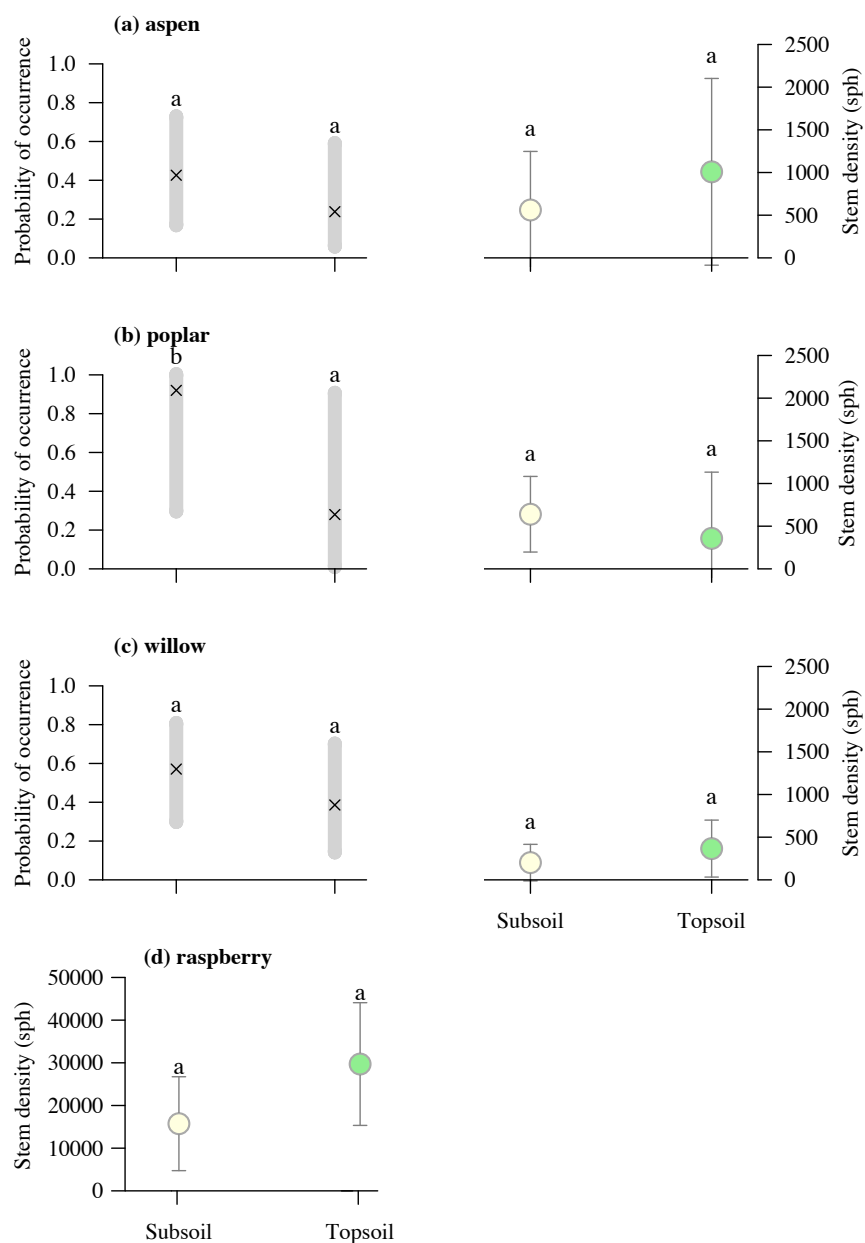 (a) aspen
Probability of occurrence
1.0
0.8
0.6
0.4
0.2
0.0
a
a
a
a
2500
2000
1500
1000
500
0
Stem density (sph)
(b) poplar
Probability of occurrence
1.0
0.8
0.6
0.4
0.2
0.0
b
a
a
a
2500
2000
1500
1000
500
0
Stem density (sph)
(c) willow
Probability of occurrence
1.0
0.8
0.6
0.4
0.2
0.0
a
a
a
a
2500
2000
1500
1000
500
0
Stem density (sph)
Subsoil
Topsoil
(d) raspberry
Stem density (sph)
50000
40000
30000
20000
10000
0
a
a
Subsoil
Topsoil